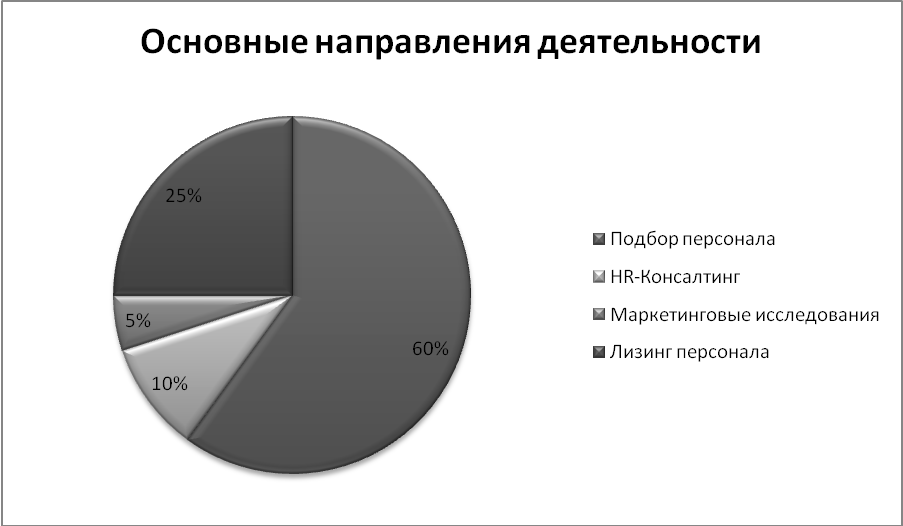 Основные направления деятельности
25%
5%
10%
60%
Подбор персонала
HR-Консалтинг
Маркетинговые исследования
Лизинг персонала